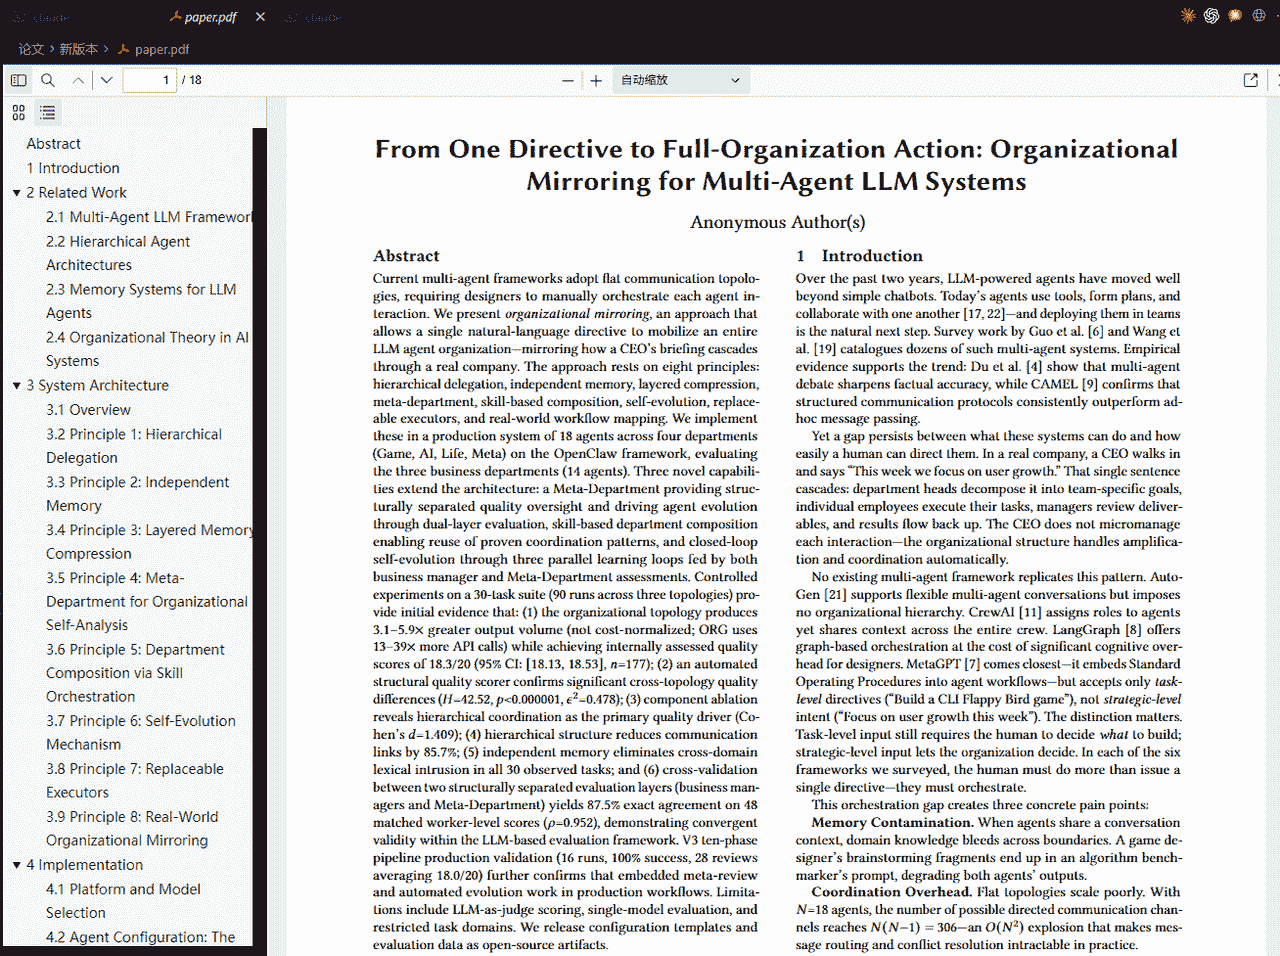 paper.pdf
论文 › 新版本 › paper.pdf
1 / 18
自动缩放
Abstract
1 Introduction
2 Related Work
2.1 Multi-Agent LLM Framework
2.2 Hierarchical Agent
Architectures
2.3 Memory Systems for LLM
Agents
2.4 Organizational Theory in AI
Systems
3 System Architecture
3.1 Overview
3.2 Principle 1: Hierarchical
Delegation
3.3 Principle 2: Independent
Memory
3.4 Principle 3: Layered Memory
Compression
3.5 Principle 4: Meta-
Department for Organizational
Self-Analysis
3.6 Principle 5: Department
Composition via Skill
Orchestration
3.7 Principle 6: Self-Evolution
Mechanism
3.8 Principle 7: Replaceable
Executors
3.9 Principle 8: Real-World
Organizational Mirroring
4 Implementation
4.1 Platform and Model
Selection
4.2 Agent Configuration: The
From One Directive to Full-Organization Action: Organizational
Mirroring for Multi-Agent LLM Systems
Anonymous Author(s)
Abstract
Current multi-agent frameworks adopt flat communication topolo-
gies, requiring designers to manually orchestrate each agent in-
teraction. We present organizational mirroring, an approach that
allows a single natural-language directive to mobilize an entire
LLM agent organization—mirroring how a CEO's briefing cascades
through a real company. The approach rests on eight principles:
hierarchical delegation, independent memory, layered compression,
meta-department, skill-based composition, self-evolution, replace-
able executors, and real-world workflow mapping. We implement
these in a production system of 18 agents across four departments
(Game, AI, Life, Meta) on the OpenClaw framework, evaluating
the three business departments (14 agents). Three novel capabili-
ties extend the architecture: a Meta-Department providing struc-
turally separated quality oversight and driving agent evolution
through dual-layer evaluation, skill-based department composition
enabling reuse of proven coordination patterns, and closed-loop
self-evolution through three parallel learning loops fed by both
business manager and Meta-Department assessments. Controlled
experiments on a 30-task suite (90 runs across three topologies) pro-
vide initial evidence that: (1) the organizational topology produces
3.1–5.9× greater output volume (not cost-normalized; ORG uses
13–39× more API calls) while achieving internally assessed quality
scores of 18.3/20 (95% CI: [18.13, 18.53], n=177); (2) an automated
structural quality scorer confirms significant cross-topology quality
differences (H=42.52, p<0.000001, ε²=0.478); (3) component ablation
reveals hierarchical coordination as the primary quality driver (Co-
hen's d=1.409); (4) hierarchical structure reduces communication
links by 85.7%; (5) independent memory eliminates cross-domain
lexical intrusion in all 30 observed tasks; and (6) cross-validation
between two structurally separated evaluation layers (business man-
agers and Meta-Department) yields 87.5% exact agreement on 48
matched worker-level scores (ρ=0.952), demonstrating convergent
validity within the LLM-based evaluation framework. V3 ten-phase
pipeline production validation (16 runs, 100% success, 28 reviews
averaging 18.0/20) further confirms that embedded meta-review
and automated evolution work in production workflows. Limita-
tions include LLM-as-judge scoring, single-model evaluation, and
restricted task domains. We release configuration templates and
evaluation data as open-source artifacts.
1 Introduction
Over the past two years, LLM-powered agents have moved well
beyond simple chatbots. Today's agents use tools, form plans, and
collaborate with one another [17, 22]—and deploying them in teams
is the natural next step. Survey work by Guo et al. [6] and Wang et
al. [19] catalogues dozens of such multi-agent systems. Empirical
evidence supports the trend: Du et al. [4] show that multi-agent
debate sharpens factual accuracy, while CAMEL [9] confirms that
structured communication protocols consistently outperform ad-
hoc message passing.
Yet a gap persists between what these systems can do and how
easily a human can direct them. In a real company, a CEO walks in
and says “This week we focus on user growth.” That single sentence
cascades: department heads decompose it into team-specific goals,
individual employees execute their tasks, managers review deliver-
ables, and results flow back up. The CEO does not micromanage
each interaction—the organizational structure handles amplifica-
tion and coordination automatically.
No existing multi-agent framework replicates this pattern. Auto-
Gen [21] supports flexible multi-agent conversations but imposes
no organizational hierarchy. CrewAI [11] assigns roles to agents
yet shares context across the entire crew. LangGraph [8] offers
graph-based orchestration at the cost of significant cognitive over-
head for designers. MetaGPT [7] comes closest—it embeds Standard
Operating Procedures into agent workflows—but accepts only task-
level directives (“Build a CLI Flappy Bird game”), not strategic-level
intent (“Focus on user growth this week”). The distinction matters.
Task-level input still requires the human to decide what to build;
strategic-level input lets the organization decide. In each of the six
frameworks we surveyed, the human must do more than issue a
single directive—they must orchestrate.
This orchestration gap creates three concrete pain points:
Memory Contamination. When agents share a conversation
context, domain knowledge bleeds across boundaries. A game de-
signer's brainstorming fragments end up in an algorithm bench-
marker's prompt, degrading both agents' outputs.
Coordination Overhead. Flat topologies scale poorly. With
N=18 agents, the number of possible directed communication chan-
nels reaches N(N−1) = 306—an O(N²) explosion that makes mes-
sage routing and conflict resolution intractable in practice.